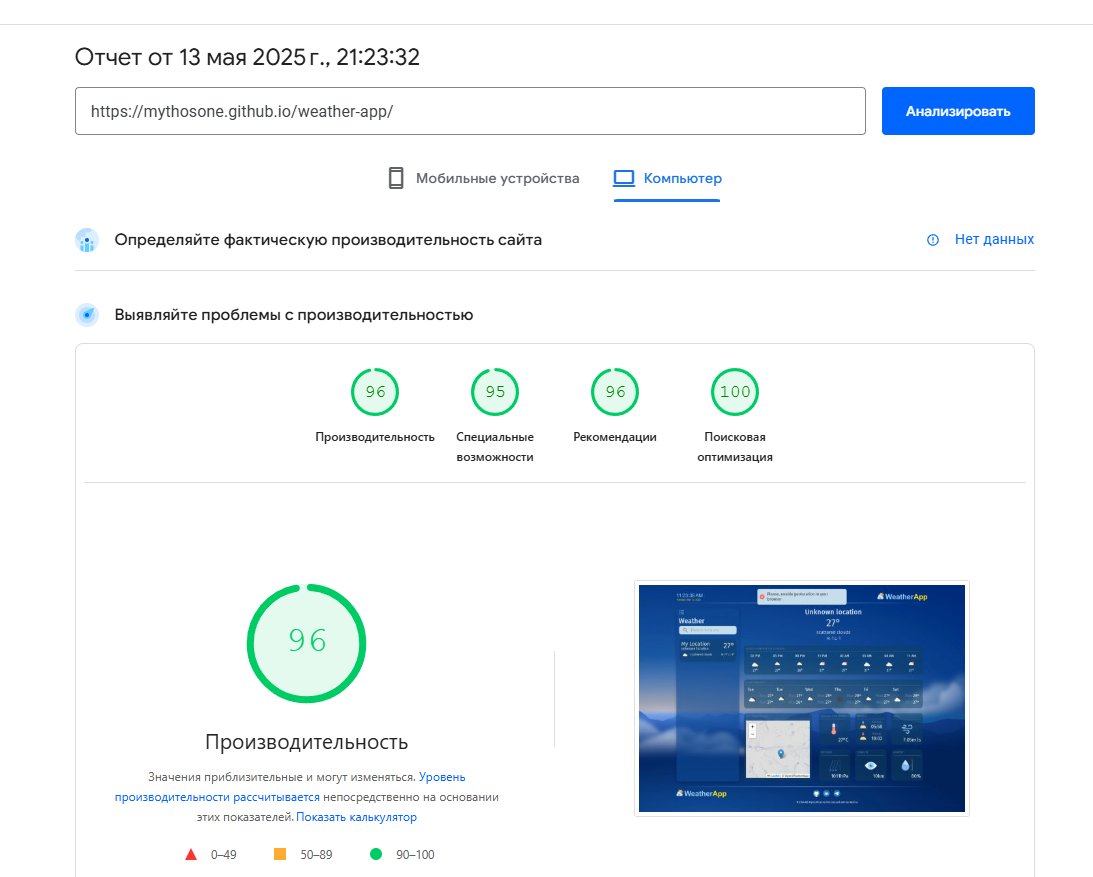 Отчет от 13 мая 2025 г., 21:23:32
https://mythosone.github.io/weather-app/
Анализировать
Мобильные устройства
Компьютер
Определяйте фактическую производительность сайта
Нет данных
Выявляйте проблемы с производительностью
96
95
96
100
Производительность
Специальные возможности
Рекомендации
Поисковая оптимизация
96
Производительность
Значения приблизительные и могут изменяться. Уровень
производительности рассчитывается непосредственно на основании
этих показателей. Показать калькулятор
0–49
50–89
90–100
WeatherApp
Unknown location
27°
scattered clouds
Weather
My Location
27°
WeatherApp